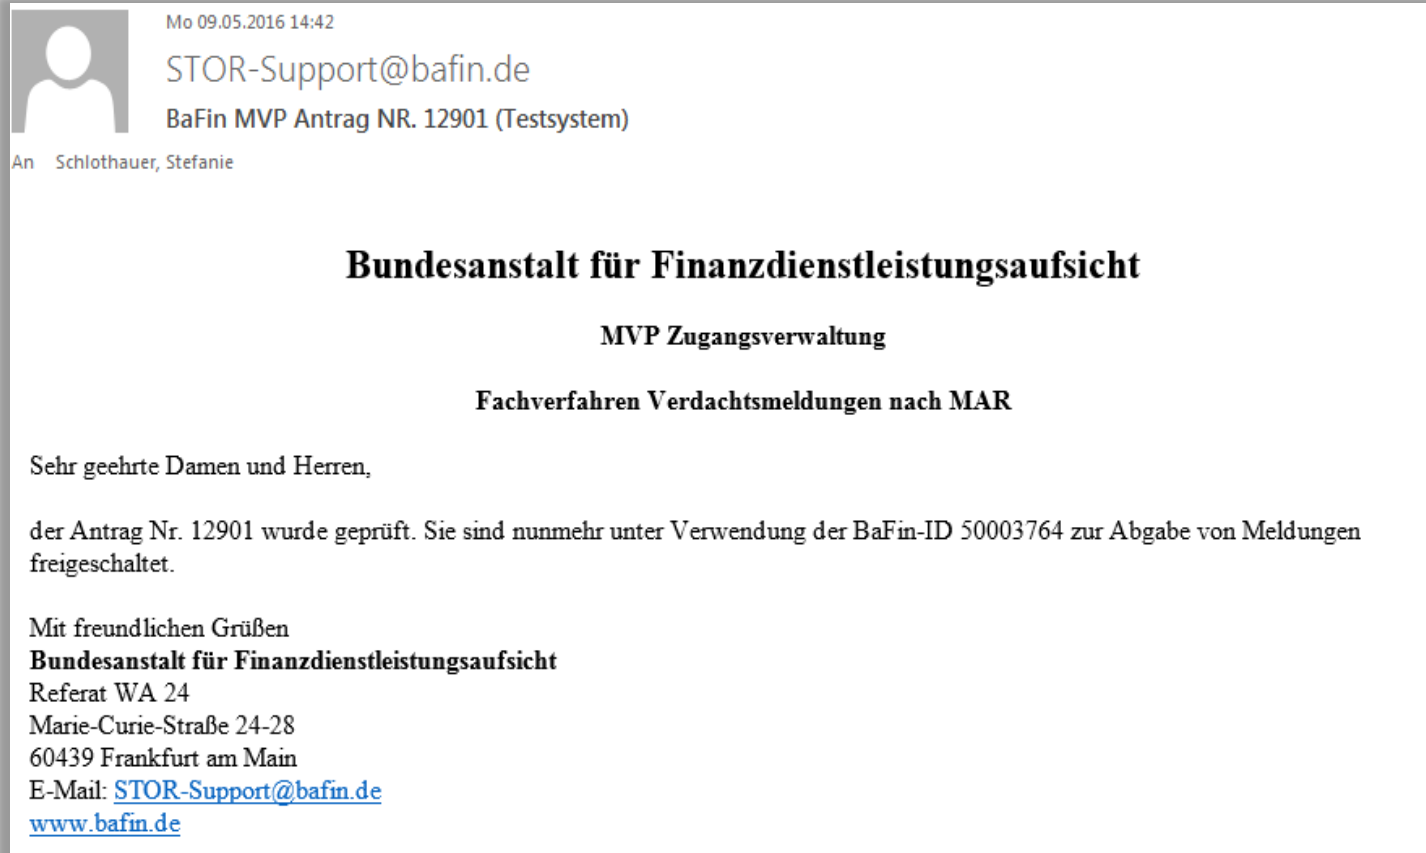 Mo 09.05.2016 14:42
STOR-Support@bafin.de
BaFin MVP Antrag NR. 12901 (Testsystem)
An Schlothauer, Stefanie
Bundesanstalt für Finanzdienstleistungsaufsicht
MVP Zugangsverwaltung
Fachverfahren Verdachtsmeldungen nach MAR
Sehr geehrte Damen und Herren,
der Antrag Nr. 12901 wurde geprüft. Sie sind nunmehr unter Verwendung der BaFin-ID 50003764 zur Abgabe von Meldungen
freigeschaltet.
Mit freundlichen Grüßen
Bundesanstalt für Finanzdienstleistungsaufsicht
Referat WA 24
Marie-Curie-Straße 24-28
60439 Frankfurt am Main
E-Mail: STOR-Support@bafin.de
www.bafin.de